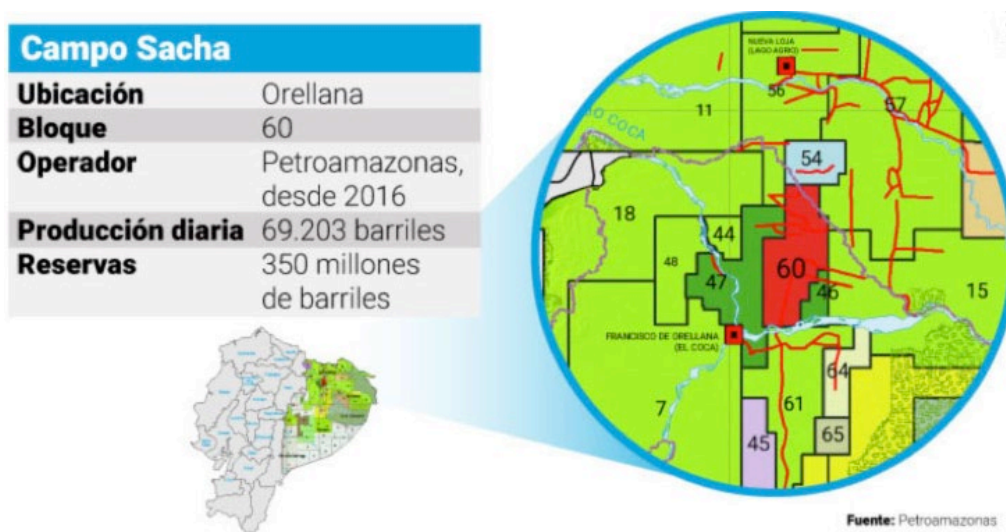 Campo Sacha
Ubicación Orellana
Bloque 60
Operador Petroamazonas,
desde 2016
Producción diaria 69.203 barriles
Reservas 350 millones
de barriles
NUEVA LOJA
(LAGO AGRIO)
56
57
11
COCA
54
18
44
48
60
47
46
15
FRANCISCO DE ORELLANA
(EL COCA)
64
7
61
45
65
Fuente: Petroamazonas